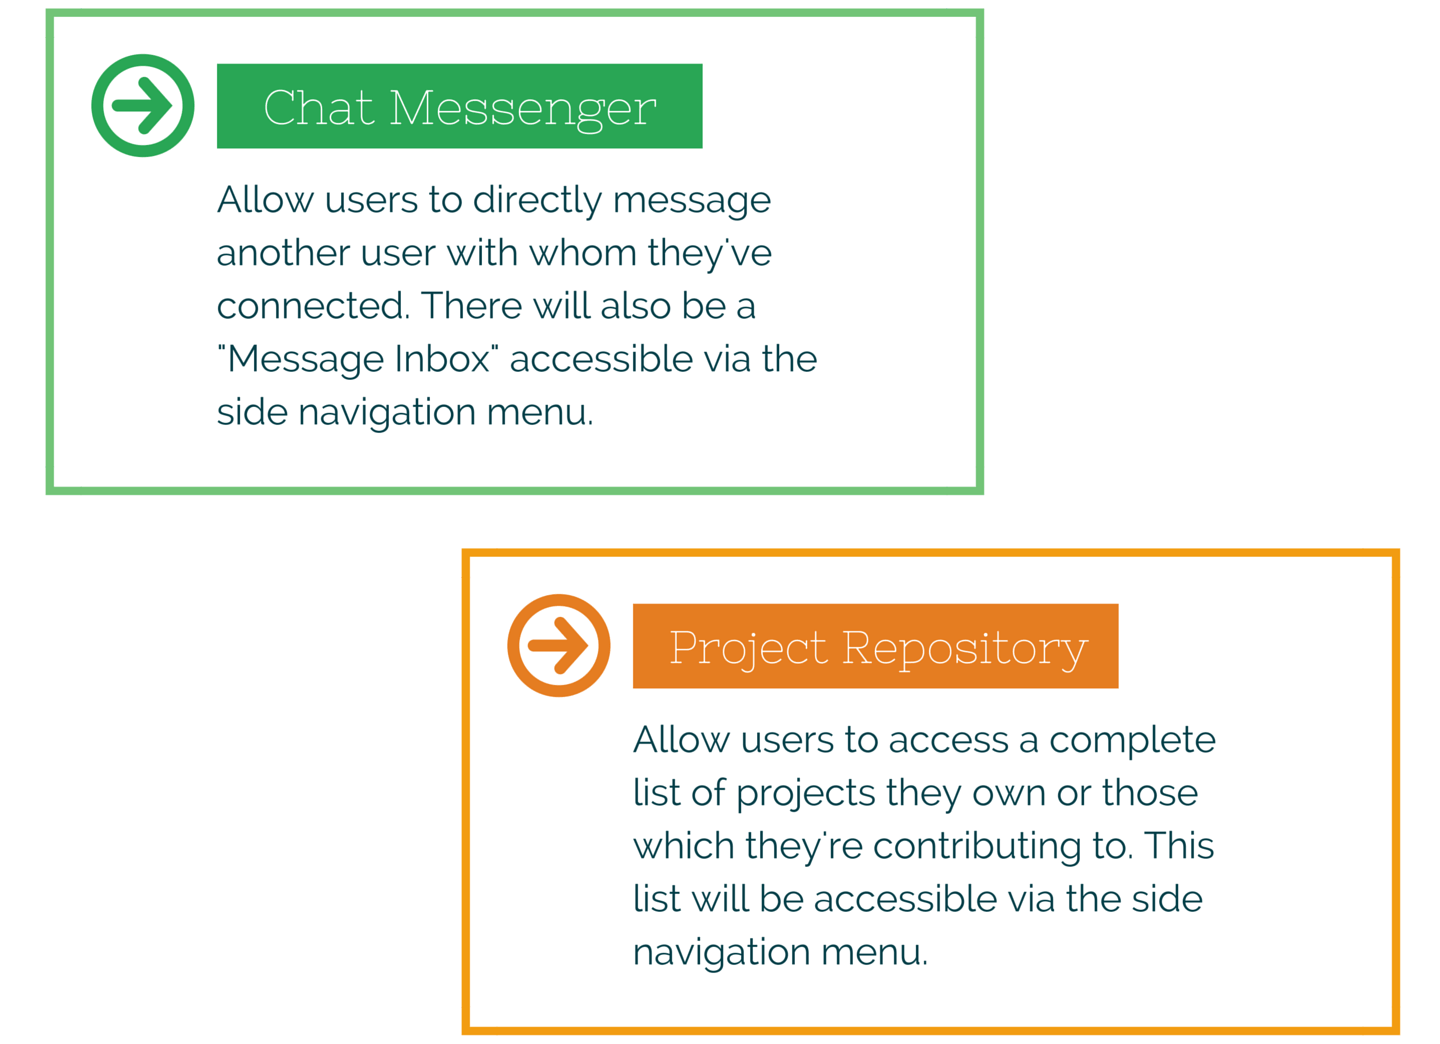 Chat Messenger
Allow users to directly message
another user with whom they've
connected. There will also be a
"Message Inbox" accessible via the
side navigation menu.
Project Repository
Allow users to access a complete
list of projects they own or those
which they're contributing to. This
list will be accessible via the side
navigation menu.